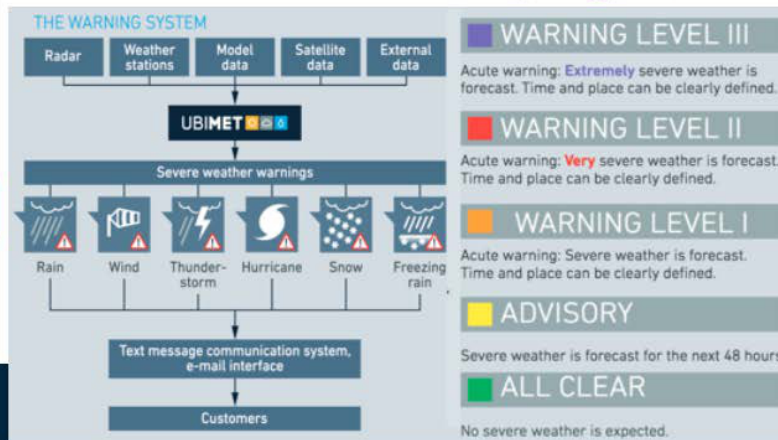 THE WARNING SYSTEM
Radar
Weather
stations
Model
data
Satellite
data
External
data
UBIMET
Severe weather warnings
Rain
Wind
Thunder-
storm
Hurricane
Snow
Freezing
rain
Text message communication system,
e-mail interface
Customers
WARNING LEVEL III
Acute warning: Extremely severe weather is
forecast. Time and place can be clearly defined.
WARNING LEVEL II
Acute warning: Very severe weather is forecast.
Time and place can be clearly defined.
WARNING LEVEL I
Acute warning: Severe weather is forecast.
Time and place can be clearly defined.
ADVISORY
Severe weather is forecast for the next 48 hours
ALL CLEAR
No severe weather is expected.